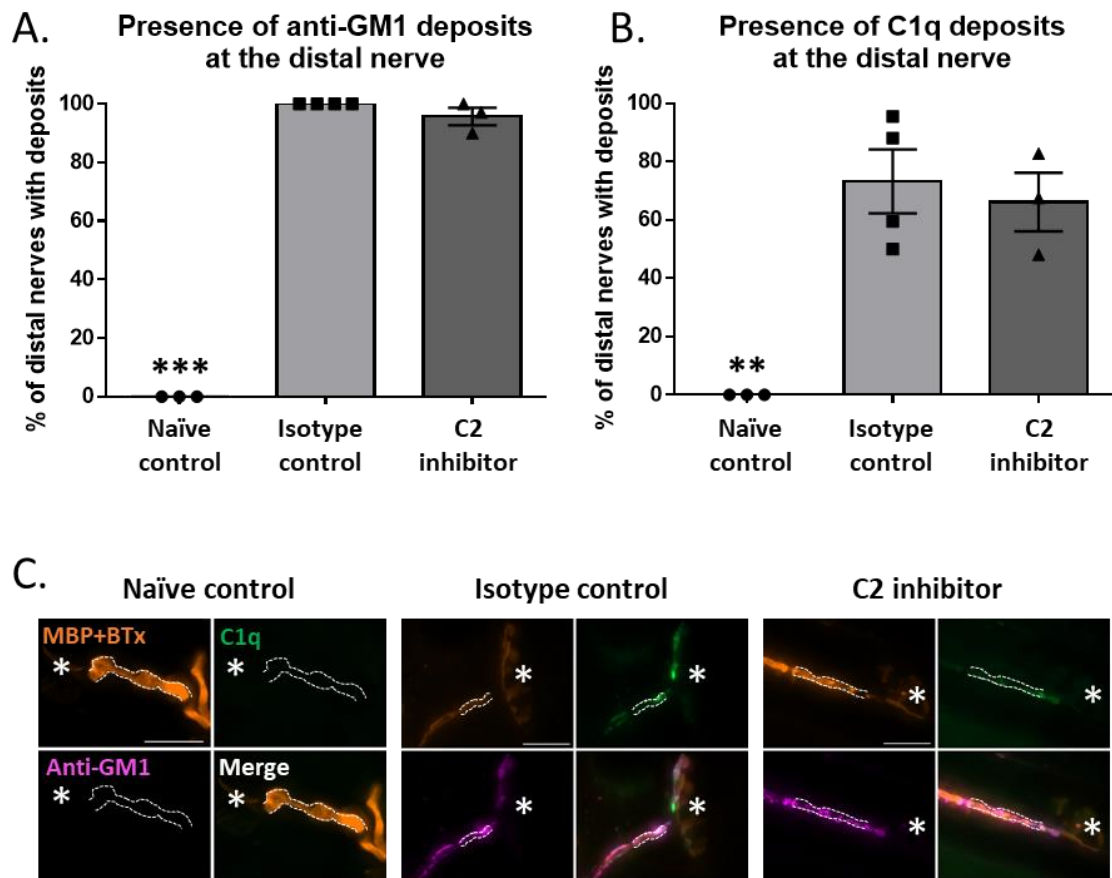 A.
Presence of anti-GM1 deposits
at the distal nerve
% of distal nerves with deposits
100
80
60
40
20
0
***
Naïve
control
Isotype
control
C2
inhibitor
B.
Presence of C1q deposits
at the distal nerve
% of distal nerves with deposits
100
80
60
40
20
0
**
Naïve
control
Isotype
control
C2
inhibitor
C.
Naïve control
MBP+BTx
*
C1q
*
Anti-GM1
*
Merge
*
Isotype control
*
*
*
*
C2 inhibitor
*
*
*
*